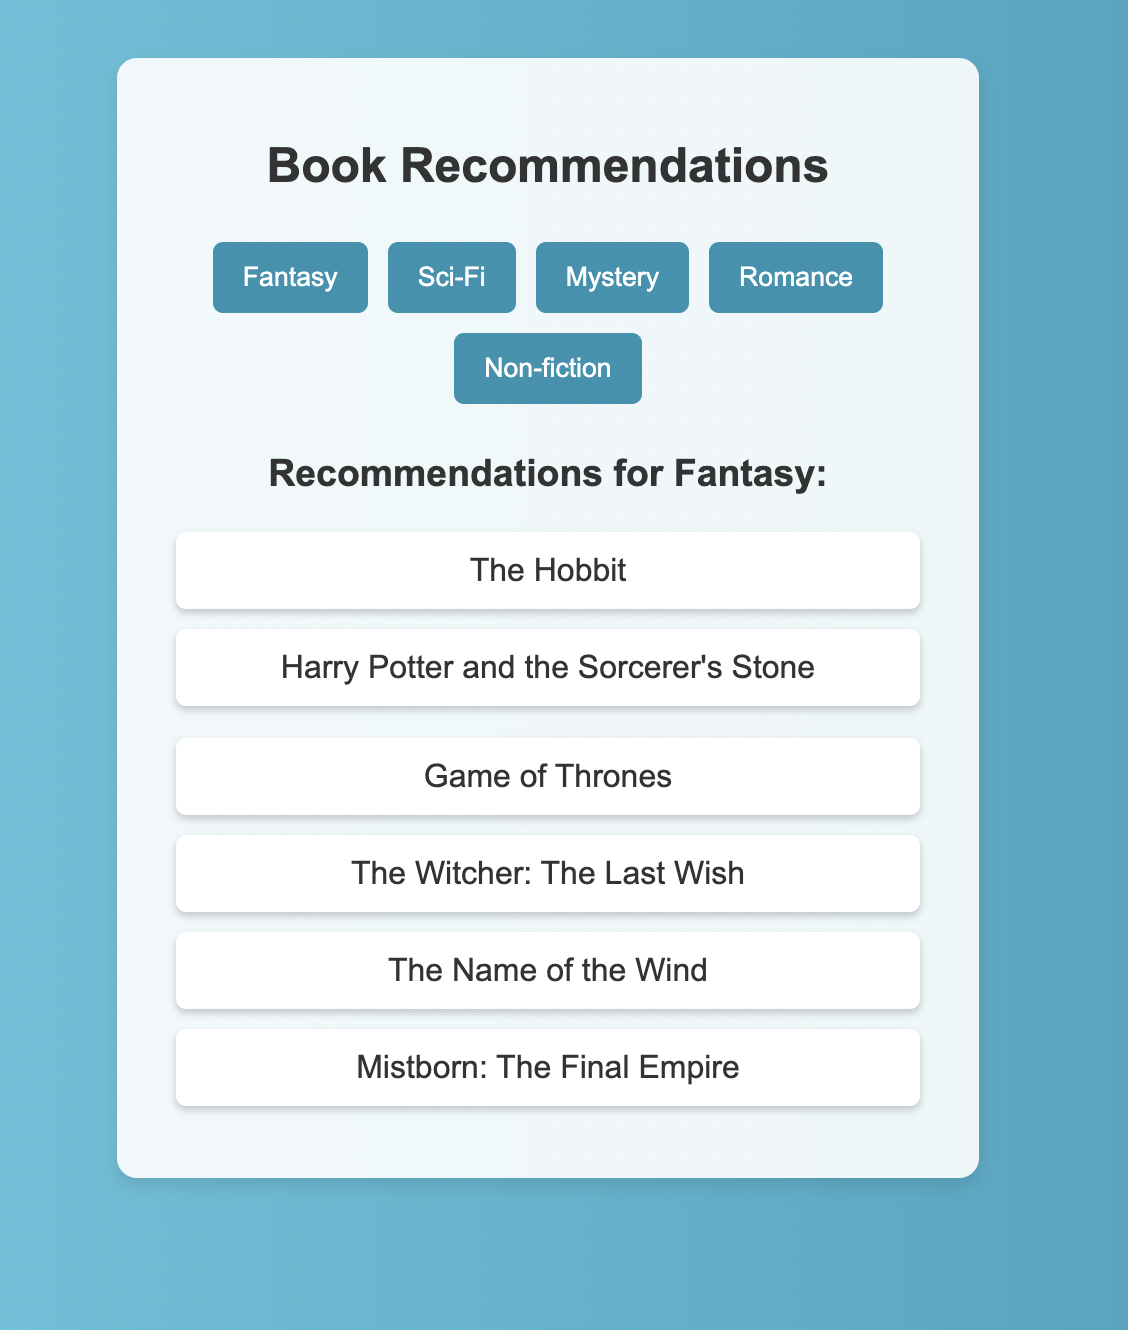 Book Recommendations
Fantasy Sci-Fi Mystery Romance
Non-fiction
Recommendations for Fantasy:
The Hobbit
Harry Potter and the Sorcerer's Stone
Game of Thrones
The Witcher: The Last Wish
The Name of the Wind
Mistborn: The Final Empire